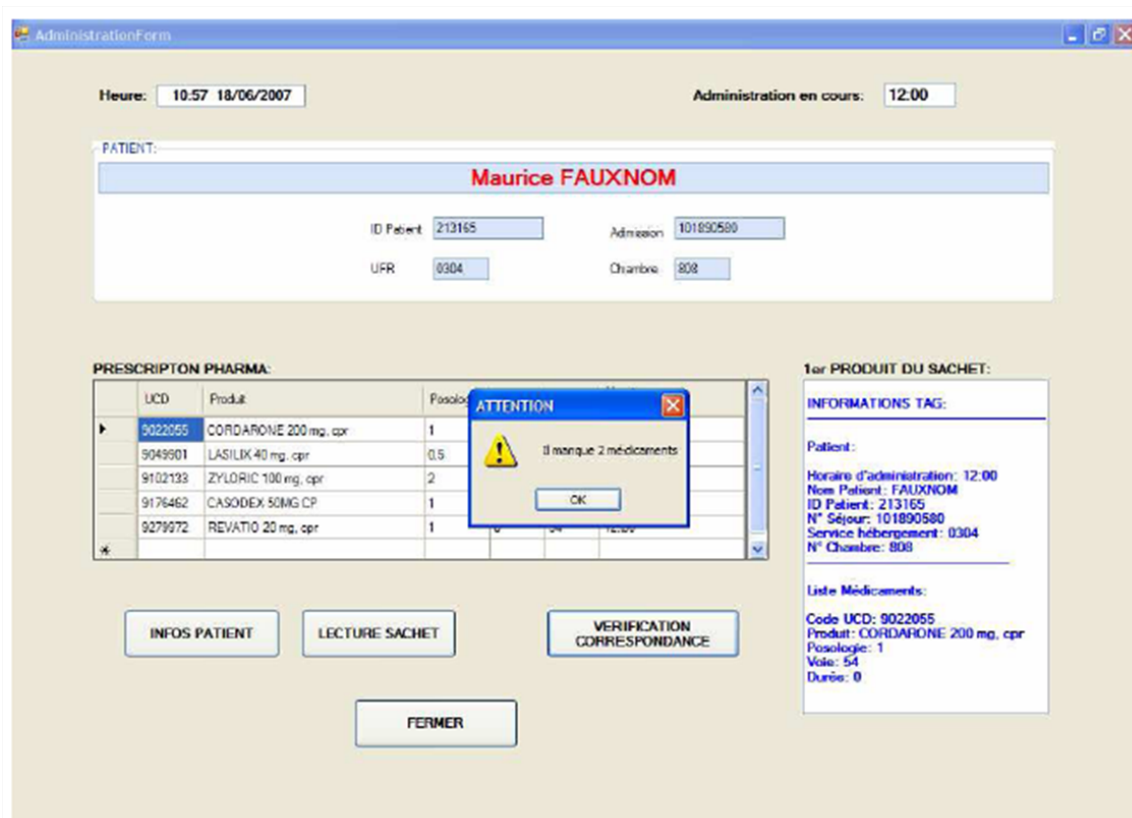 AdministrationForm
Heure: 10:57 18/06/2007 Administration en cours: 12:00
PATIENT:
Maurice FAUXNOM
ID Patient 213165 Admission 101890580
UFR 0304 Chambre 808
PRESCRIPTON PHARMA: 1er PRODUIT DU SACHET:
UCD Produit
9022055 CORDARONE 200 mg, cpr 1
9049901 LASILIX 40 mg, cpr 0.5
9102133 ZYLORIC 100 mg, cpr 2
9176462 CASODEX 50MG CP 1
9279972 REVATIO 20 mg, cpr 1
ATTENTION
Il manque 2 médicaments
OK
INFORMATIONS TAG:
Patient:
Horaire d'administration: 12:00
Nom Patient: FAUXNOM
ID Patient: 213165
N° Séjour: 101890580
Service hébergement: 0304
N° Chambre: 808
Liste Médicaments:
Code UCD: 9022055
Produit: CORDARONE 200 mg, cpr
Posologie: 1
Voie: 54
Durée: 0
INFOS PATIENT LECTURE SACHET VERIFICATION
CORRESPONDANCE
FERMER